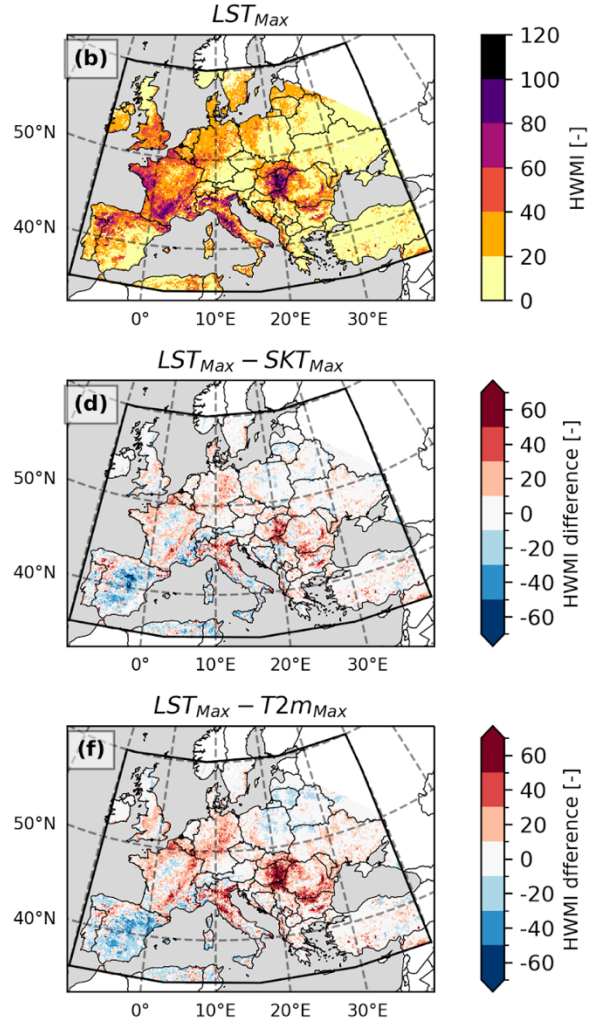 LST_Max
(b)
50°N
40°N
0°
10°E
20°E
30°E
120
100
80
60
40
20
0
HWMI [-]
LST_Max − SKT_Max
(d)
50°N
40°N
0°
10°E
20°E
30°E
60
40
20
0
-20
-40
-60
HWMI difference [-]
LST_Max − T2m_Max
(f)
50°N
40°N
0°
10°E
20°E
30°E
60
40
20
0
-20
-40
-60
HWMI difference [-]